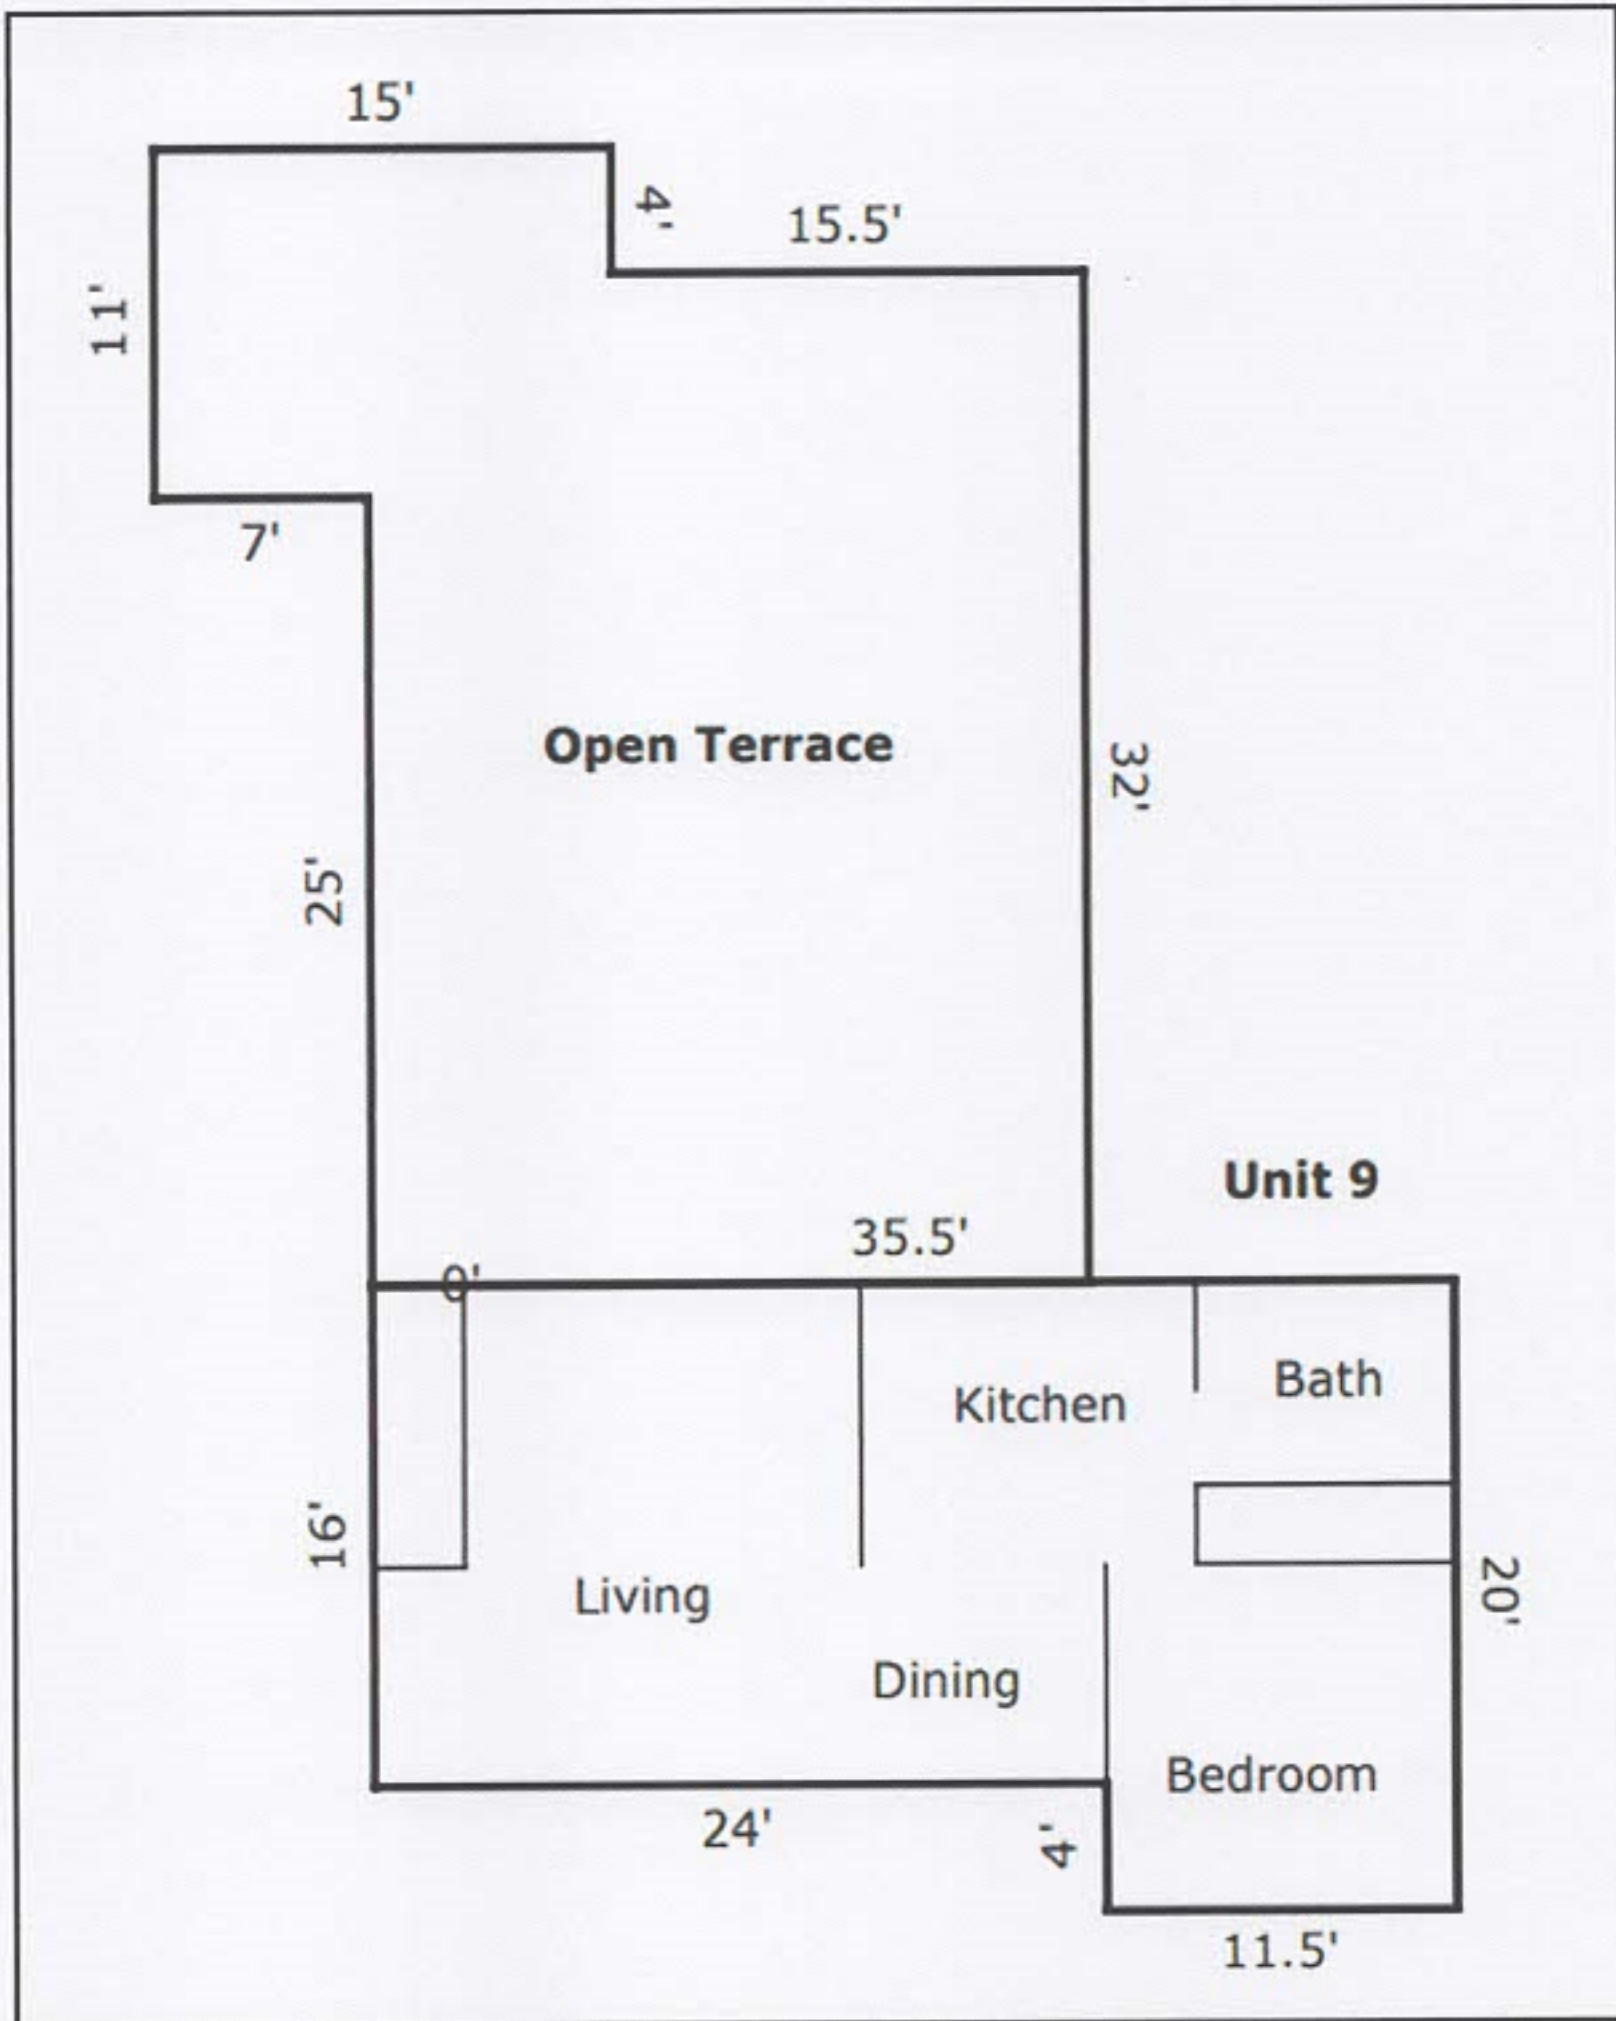 15'
4'
15.5'
11'
7'
Open Terrace
32'
25'
Unit 9
35.5'
0'
Bath
Kitchen
16'
Living
20'
Dining
Bedroom
24'
4'
11.5'